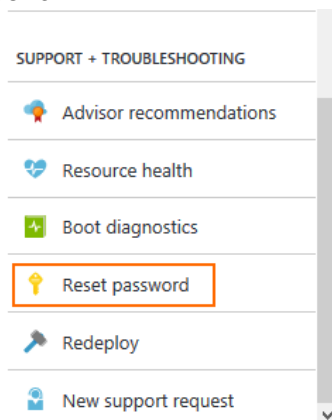 SUPPORT + TROUBLESHOOTING
Advisor recommendations
Resource health
Boot diagnostics
Reset password
Redeploy
New support request